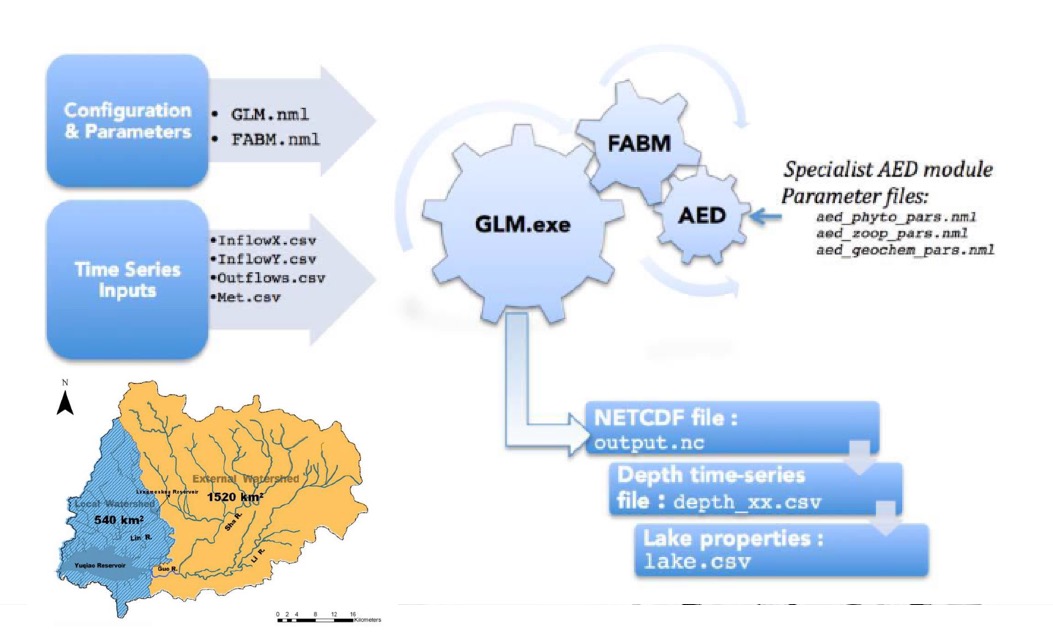 Configuration
& Parameters
• GLM.nml
• FABM.nml
Time Series
Inputs
•InflowX.csv
•InflowY.csv
•Outflows.csv
•Met.csv
GLM.exe
FABM
AED
Specialist AED module
Parameter files:
aed_phyto_pars.nml
aed_zoop_pars.nml
aed_geochem_pars.nml
NETCDF file :
output.nc
Depth time-series
file : depth_xx.csv
Lake properties :
lake.csv
N
External Watershed
1520 km²
Reservoir
Local Watershed
540 km²
Sha R.
Lin R.
Li R.
Yuqiao Reservoir
Guo R.
0 2 4 8 12 16
Kilometers